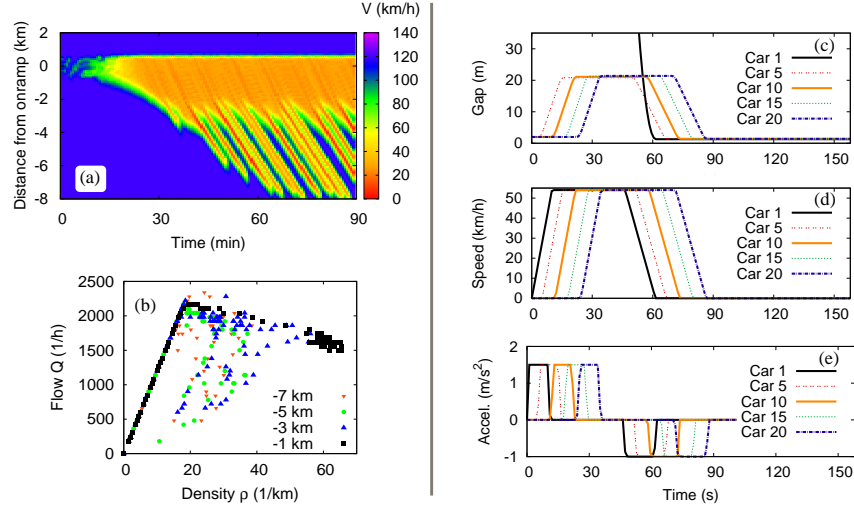 V (km/h)
2
0
-2
-4
-6
-8
Distance from onramp (km)
(a)
0 30 60 90
Time (min)
140
120
100
80
60
40
20
0
2500
2000
1500
1000
500
0
Flow Q (1/h)
(b)
-7 km
-5 km
-3 km
-1 km
0 20 40 60
Density ρ (1/km)
(c)
30
20
10
0
Gap (m)
Car 1
Car 5
Car 10
Car 15
Car 20
0 30 60 90 120 150
(d)
50
40
30
20
10
0
Speed (km/h)
Car 1
Car 5
Car 10
Car 15
Car 20
0 30 60 90 120 150
(e)
2
1
0
-1
Accel. (m/s²)
Car 1
Car 5
Car 10
Car 15
Car 20
0 30 60 90 120 150
Time (s)